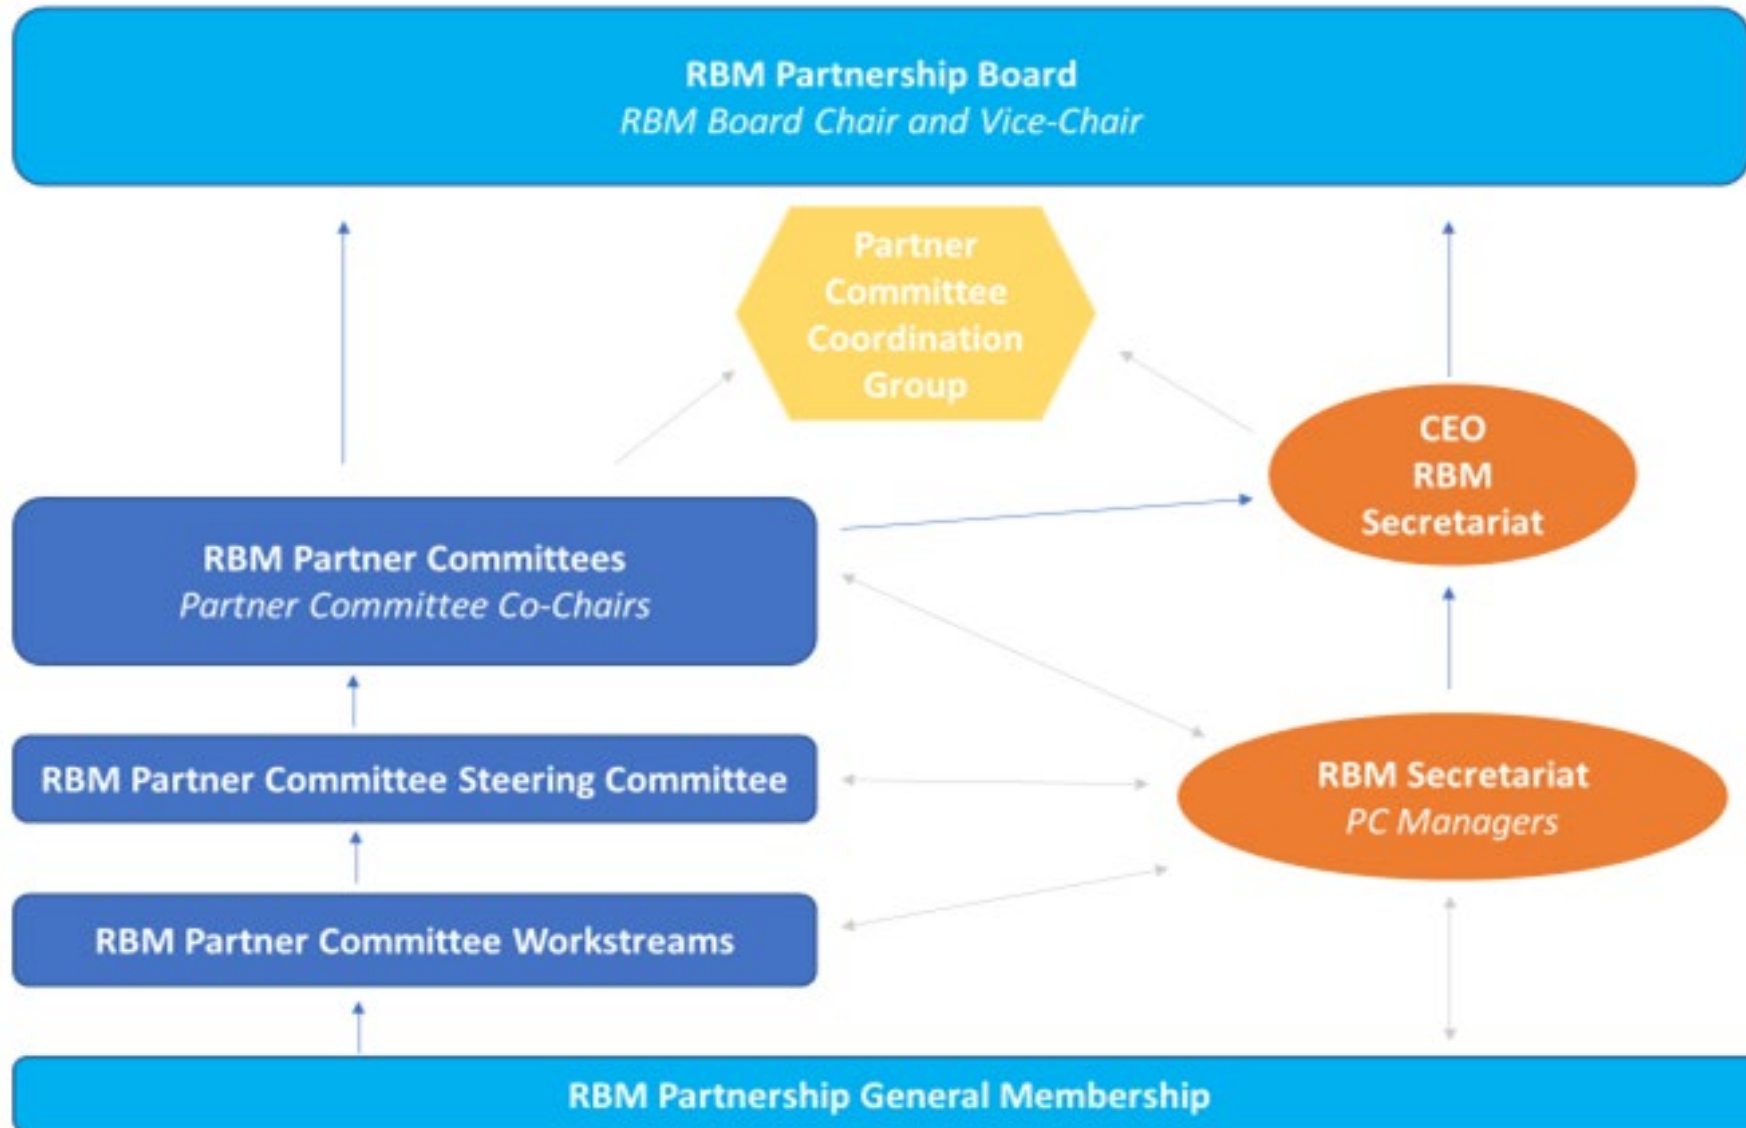 RBM Partnership Board
RBM Board Chair and Vice-Chair
Partner
Committee
Coordination
Group
CEO
RBM
Secretariat
RBM Partner Committees
Partner Committee Co-Chairs
RBM Partner Committee Steering Committee
RBM Secretariat
PC Managers
RBM Partner Committee Workstreams
RBM Partnership General Membership